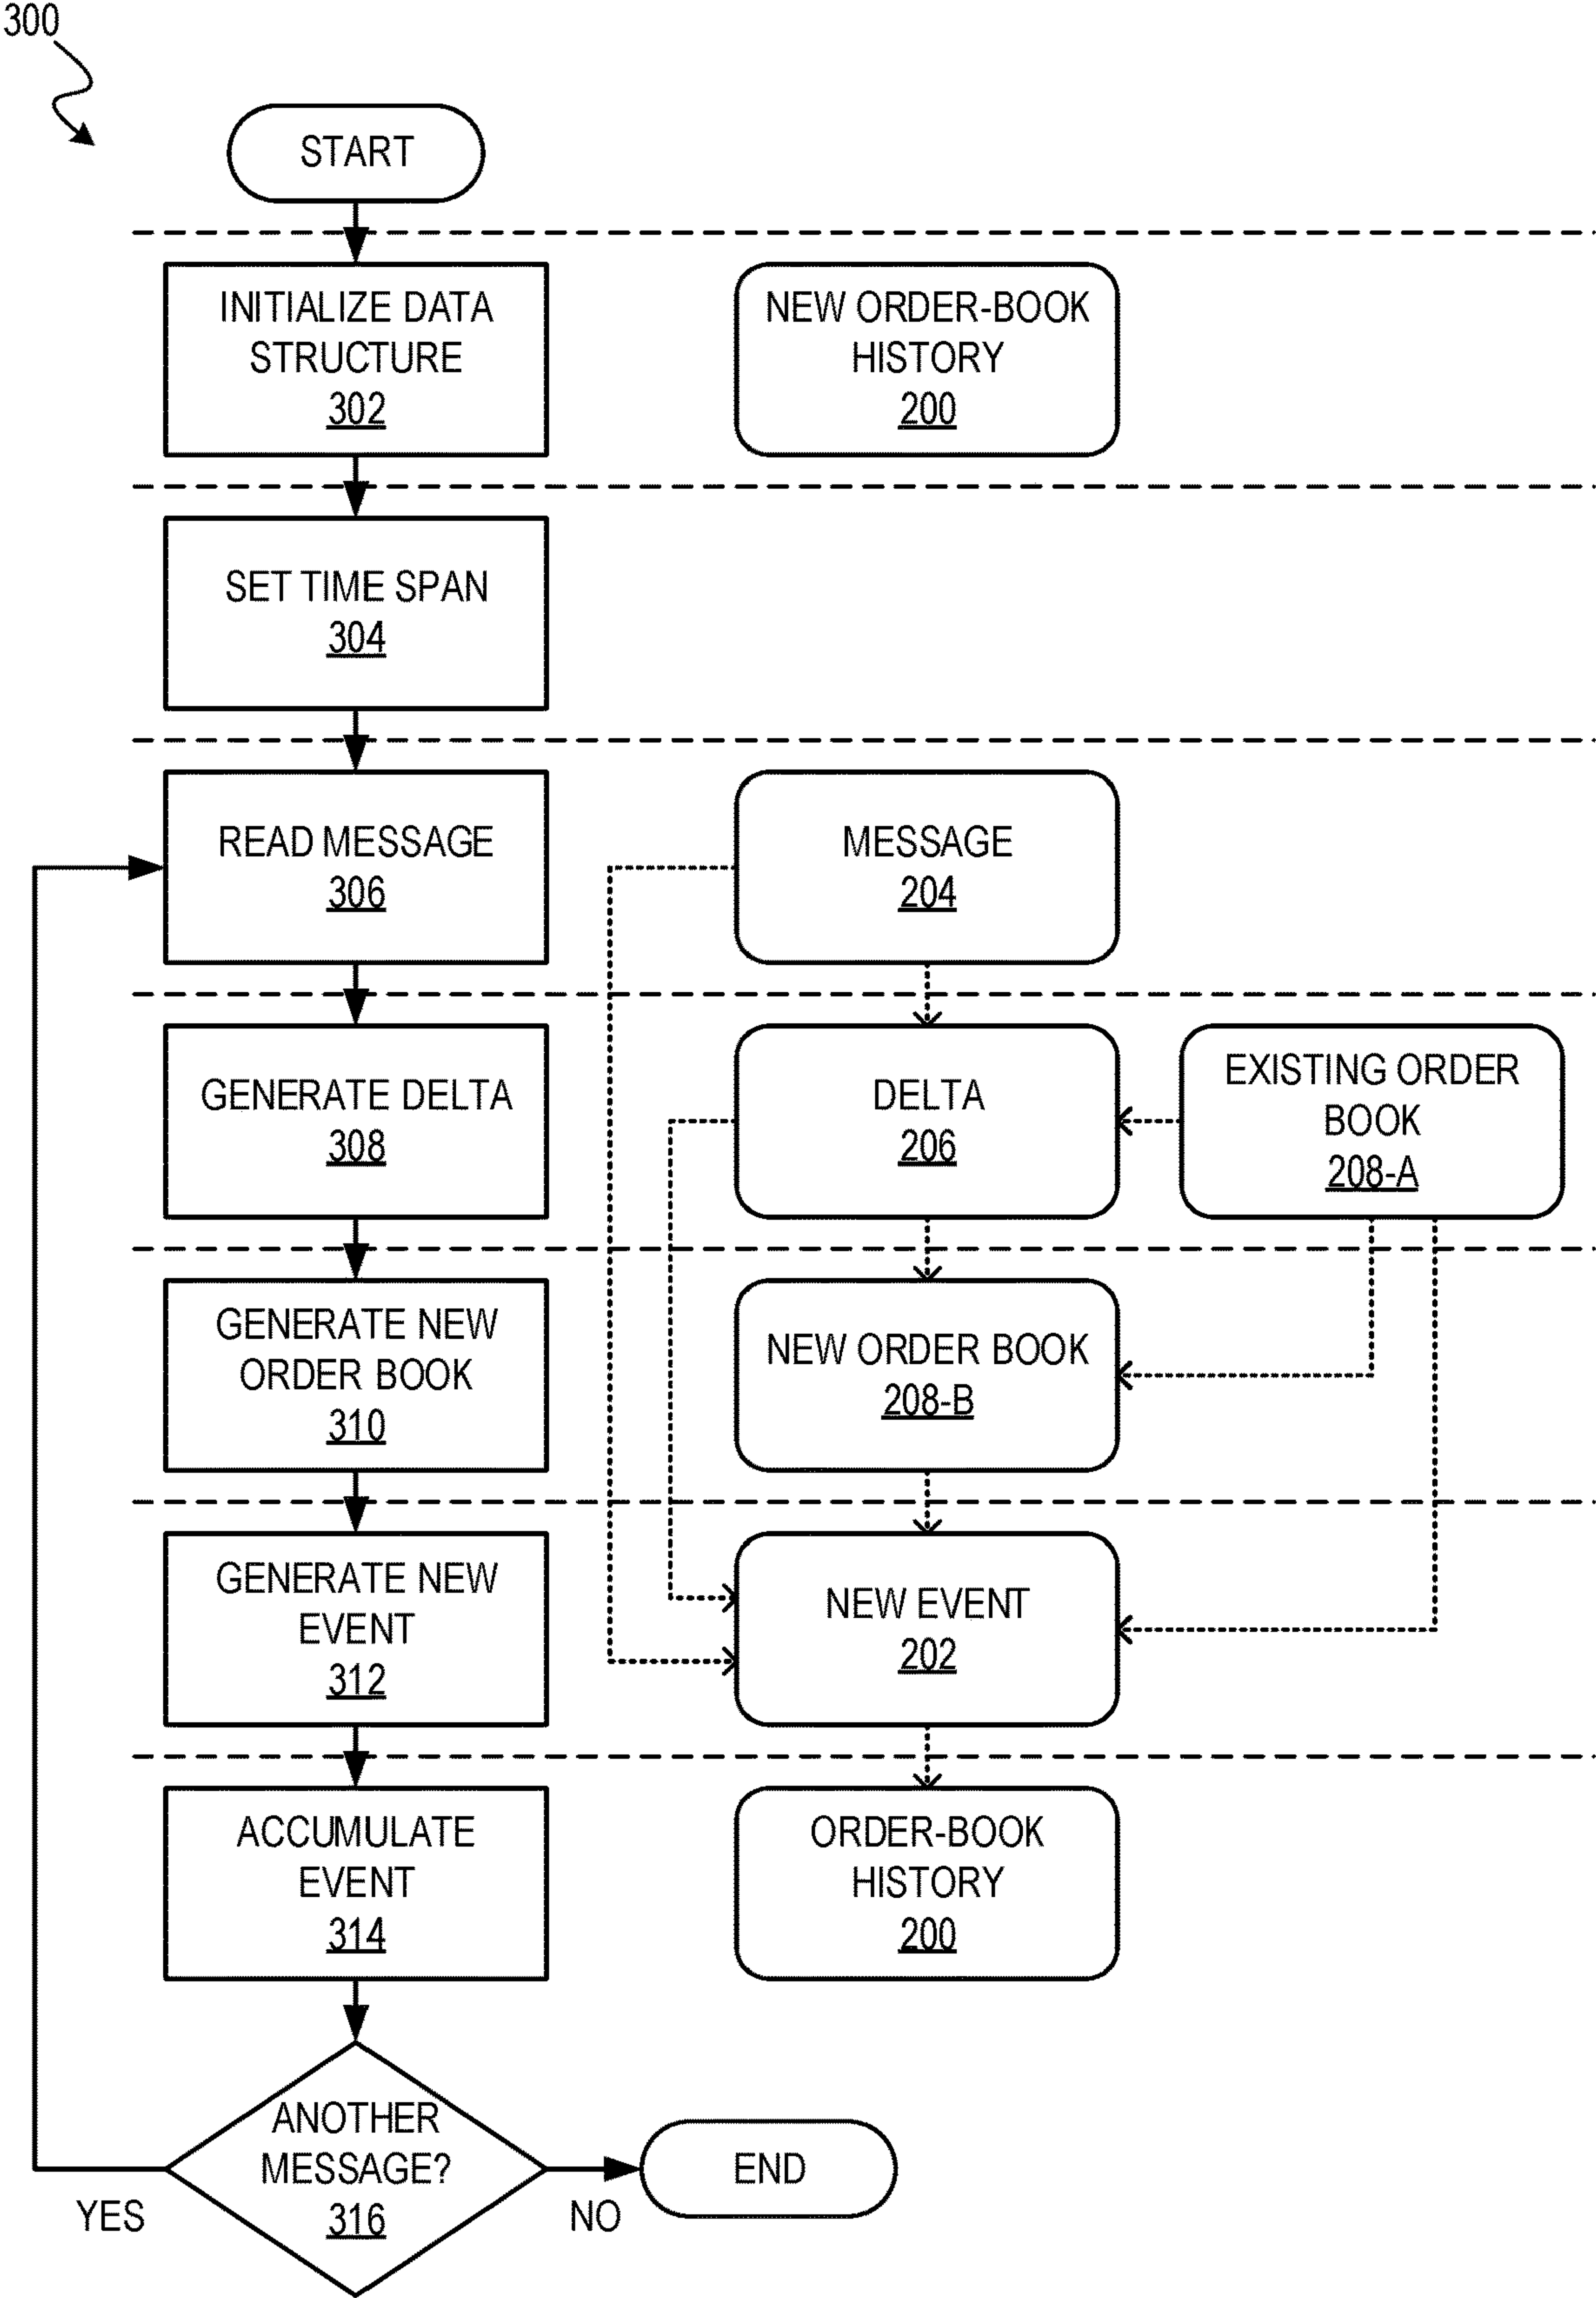 300
START
INITIALIZE DATA
STRUCTURE
302
NEW ORDER-BOOK
HISTORY
200
SET TIME SPAN
304
READ MESSAGE
306
MESSAGE
204
GENERATE DELTA
308
DELTA
206
EXISTING ORDER
BOOK
208-A
GENERATE NEW
ORDER BOOK
310
NEW ORDER BOOK
208-B
GENERATE NEW
EVENT
312
NEW EVENT
202
ACCUMULATE
EVENT
314
ORDER-BOOK
HISTORY
200
ANOTHER
MESSAGE?
316
YES
NO
END